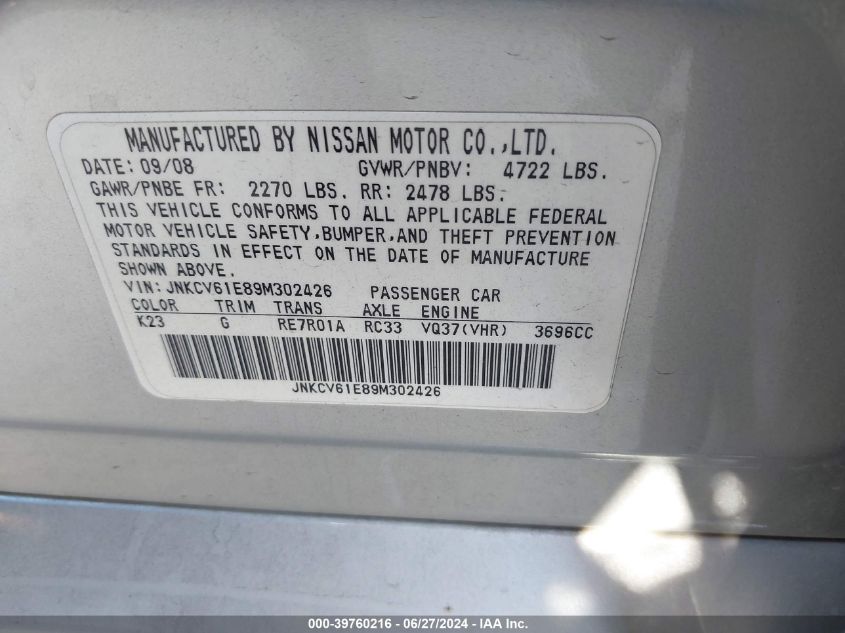 MANUFACTURED BY NISSAN MOTOR CO.,LTD.
DATE: 09/08 GVWR/PNBV: 4722 LBS.
GAWR/PNBE FR: 2270 LBS. RR: 2478 LBS.
THIS VEHICLE CONFORMS TO ALL APPLICABLE FEDERAL
MOTOR VEHICLE SAFETY,BUMPER,AND THEFT PREVENTION
STANDARDS IN EFFECT ON THE DATE OF MANUFACTURE
SHOWN ABOVE.
VIN: JNKCV61E89M302426 PASSENGER CAR
COLOR TRIM TRANS AXLE ENGINE
K23 G RE7R01A RC33 VQ37(VHR) 3696CC
JNKCV61E89M302426
000-39760216 - 06/27/2024 - IAA Inc.